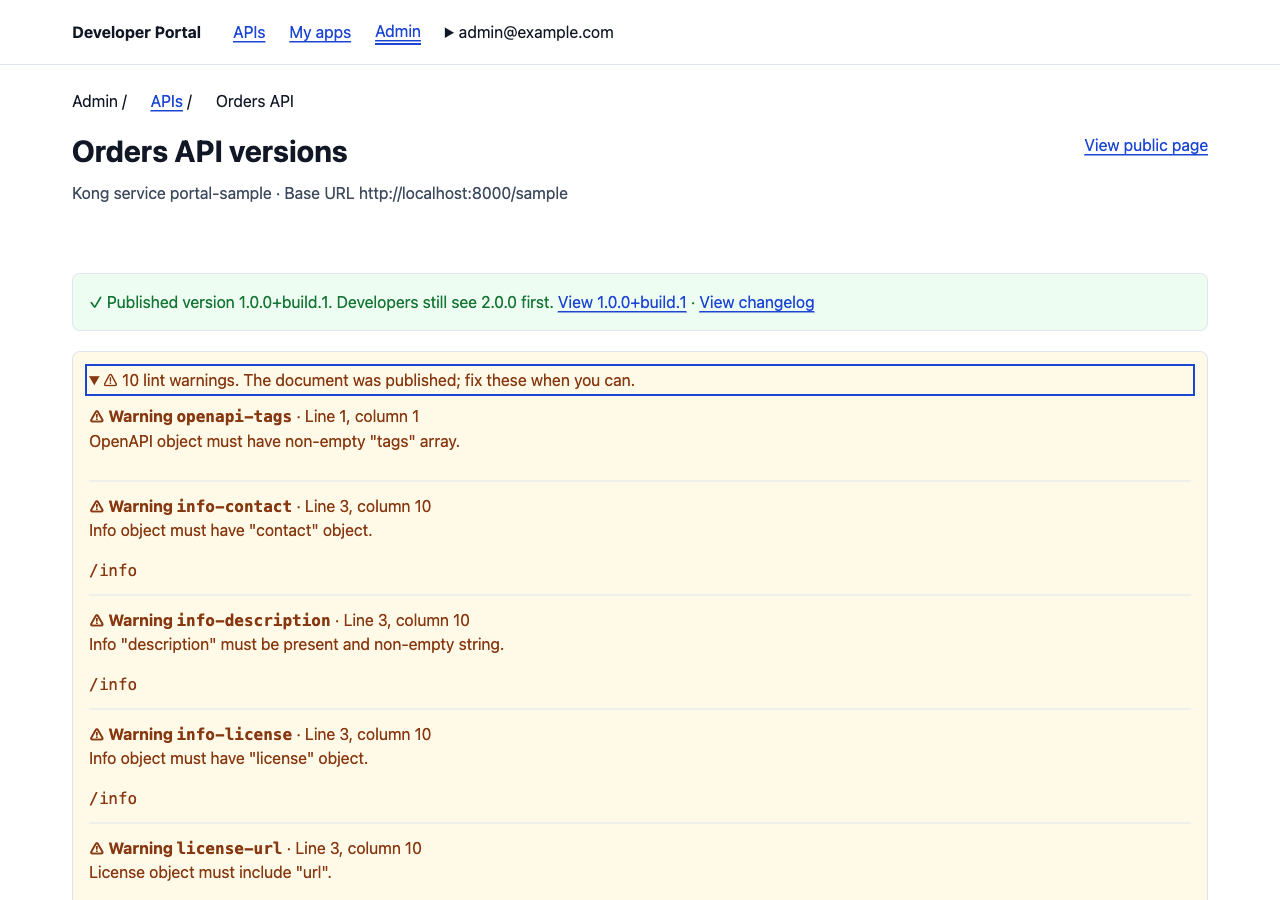 Developer Portal APIs My apps Admin ▶ admin@example.com
Admin / APIs / Orders API
Orders API versions
View public page
Kong service portal-sample · Base URL http://localhost:8000/sample
✓ Published version 1.0.0+build.1. Developers still see 2.0.0 first. View 1.0.0+build.1 · View changelog
▼ ⚠ 10 lint warnings. The document was published; fix these when you can.
⚠ Warning openapi-tags · Line 1, column 1
OpenAPI object must have non-empty "tags" array.
⚠ Warning info-contact · Line 3, column 10
Info object must have "contact" object.
/info
⚠ Warning info-description · Line 3, column 10
Info "description" must be present and non-empty string.
/info
⚠ Warning info-license · Line 3, column 10
Info object must have "license" object.
/info
⚠ Warning license-url · Line 3, column 10
License object must include "url".